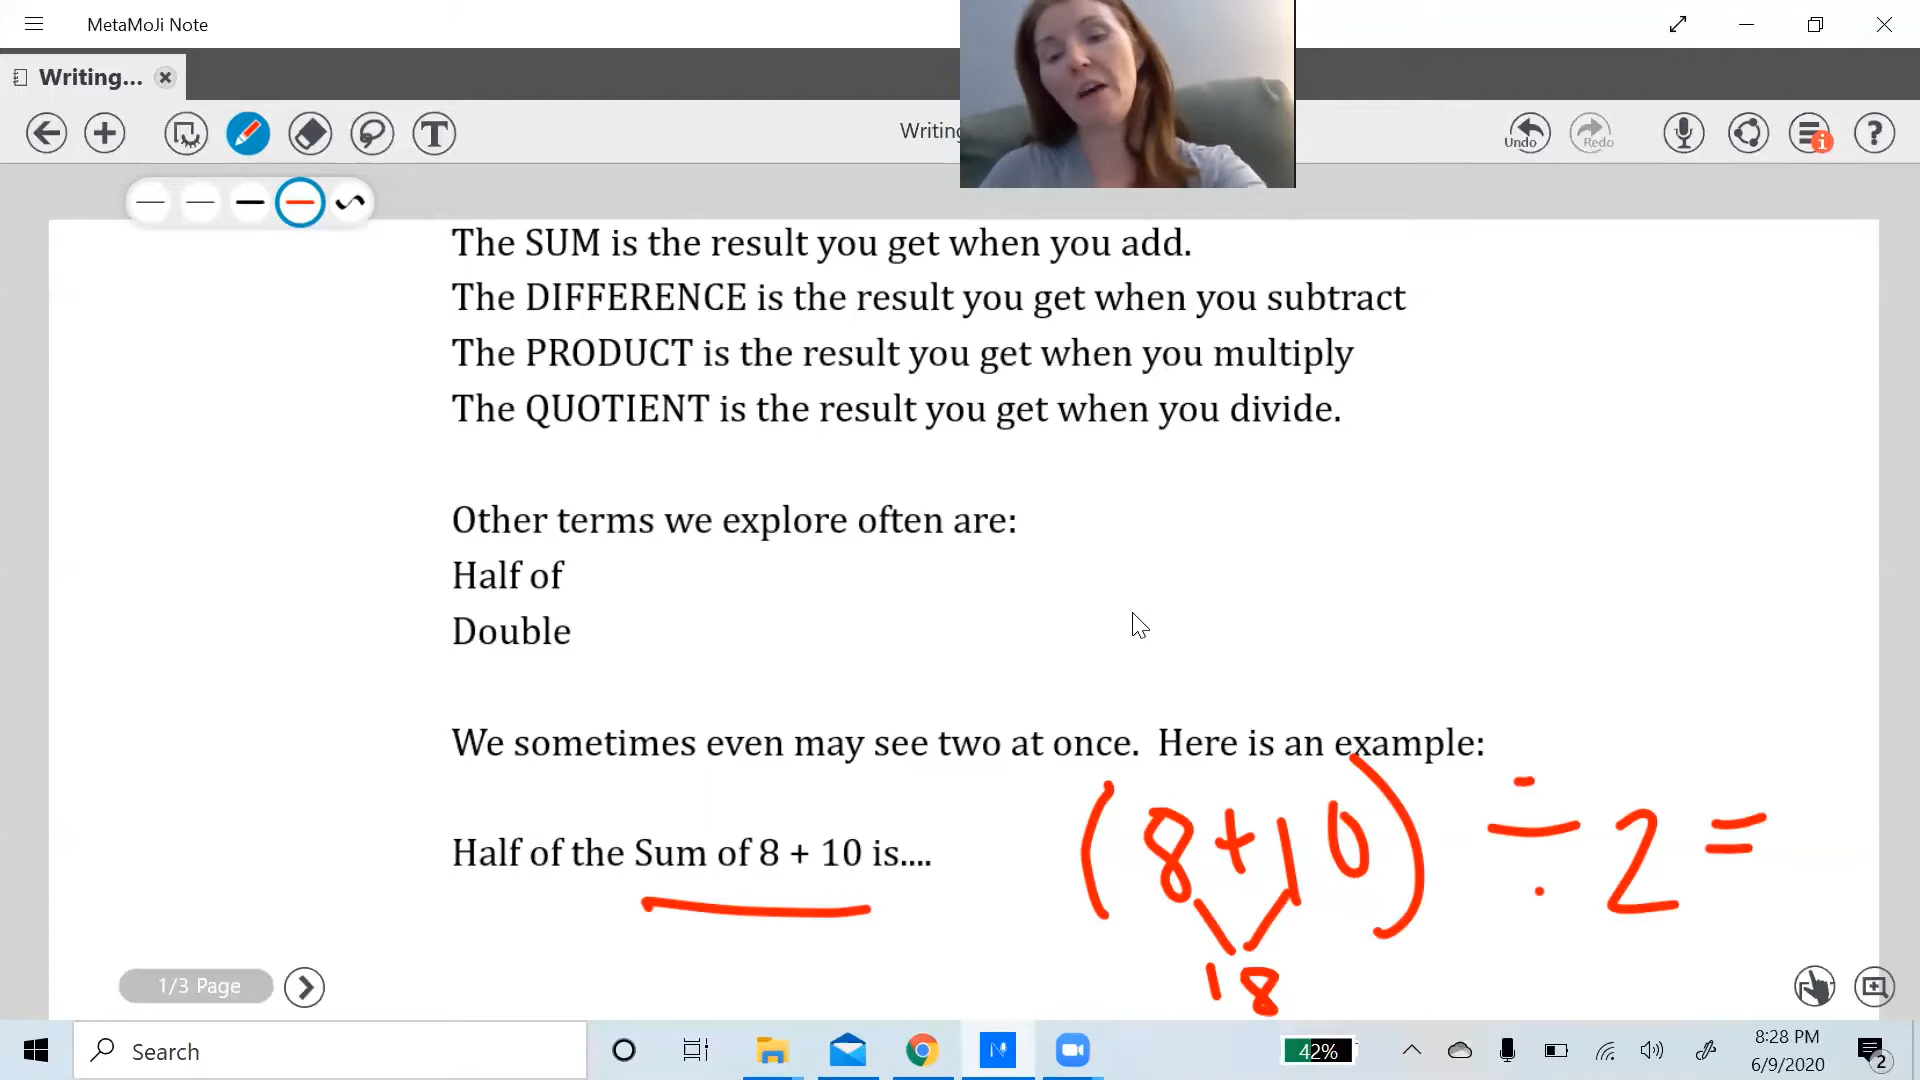 MetaMoJi Note
Writing...
Writing
Undo
Redo
The SUM is the result you get when you add.
The DIFFERENCE is the result you get when you subtract
The PRODUCT is the result you get when you multiply
The QUOTIENT is the result you get when you divide.
Other terms we explore often are:
Half of
Double
We sometimes even may see two at once. Here is an example:
Half of the Sum of 8 + 10 is....
(8+10) ÷ 2 =
18
1/3 Page
Search
42%
8:28 PM
6/9/2020
2